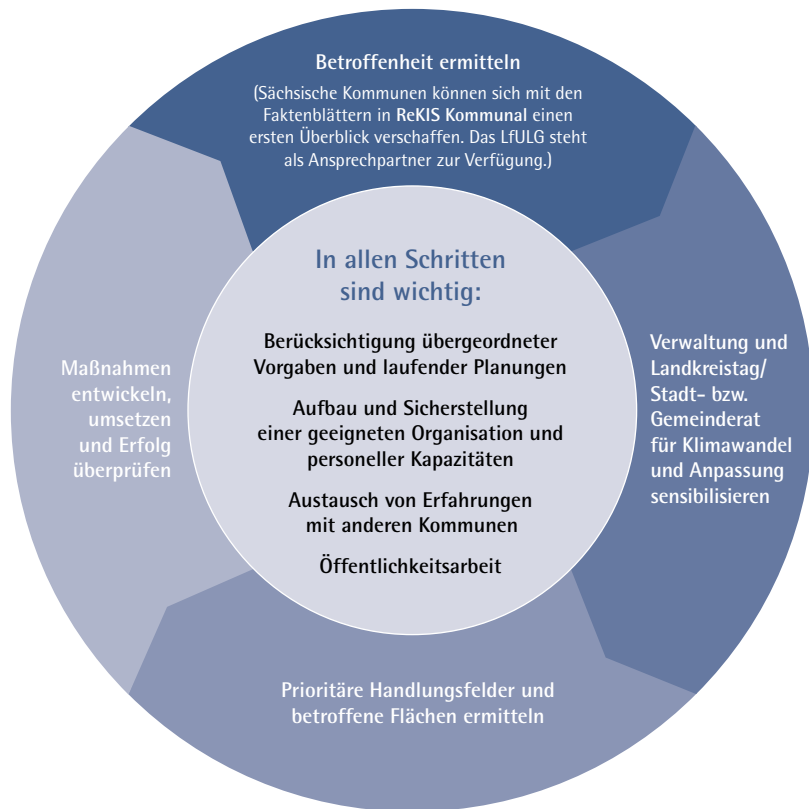 Betroffenheit ermitteln
(Sächsische Kommunen können sich mit den
Faktenblättern in ReKIS Kommunal einen
ersten Überblick verschaffen. Das LfULG steht
als Ansprechpartner zur Verfügung.)
In allen Schritten
sind wichtig:
Berücksichtigung übergeordneter
Vorgaben und laufender Planungen
Aufbau und Sicherstellung
einer geeigneten Organisation und
personeller Kapazitäten
Austausch von Erfahrungen
mit anderen Kommunen
Öffentlichkeitsarbeit
Verwaltung und
Landkreistag/
Stadt- bzw.
Gemeinderat
für Klimawandel
und Anpassung
sensibilisieren
Prioritäre Handlungsfelder und
betroffene Flächen ermitteln
Maßnahmen
entwickeln,
umsetzen
und Erfolg
überprüfen